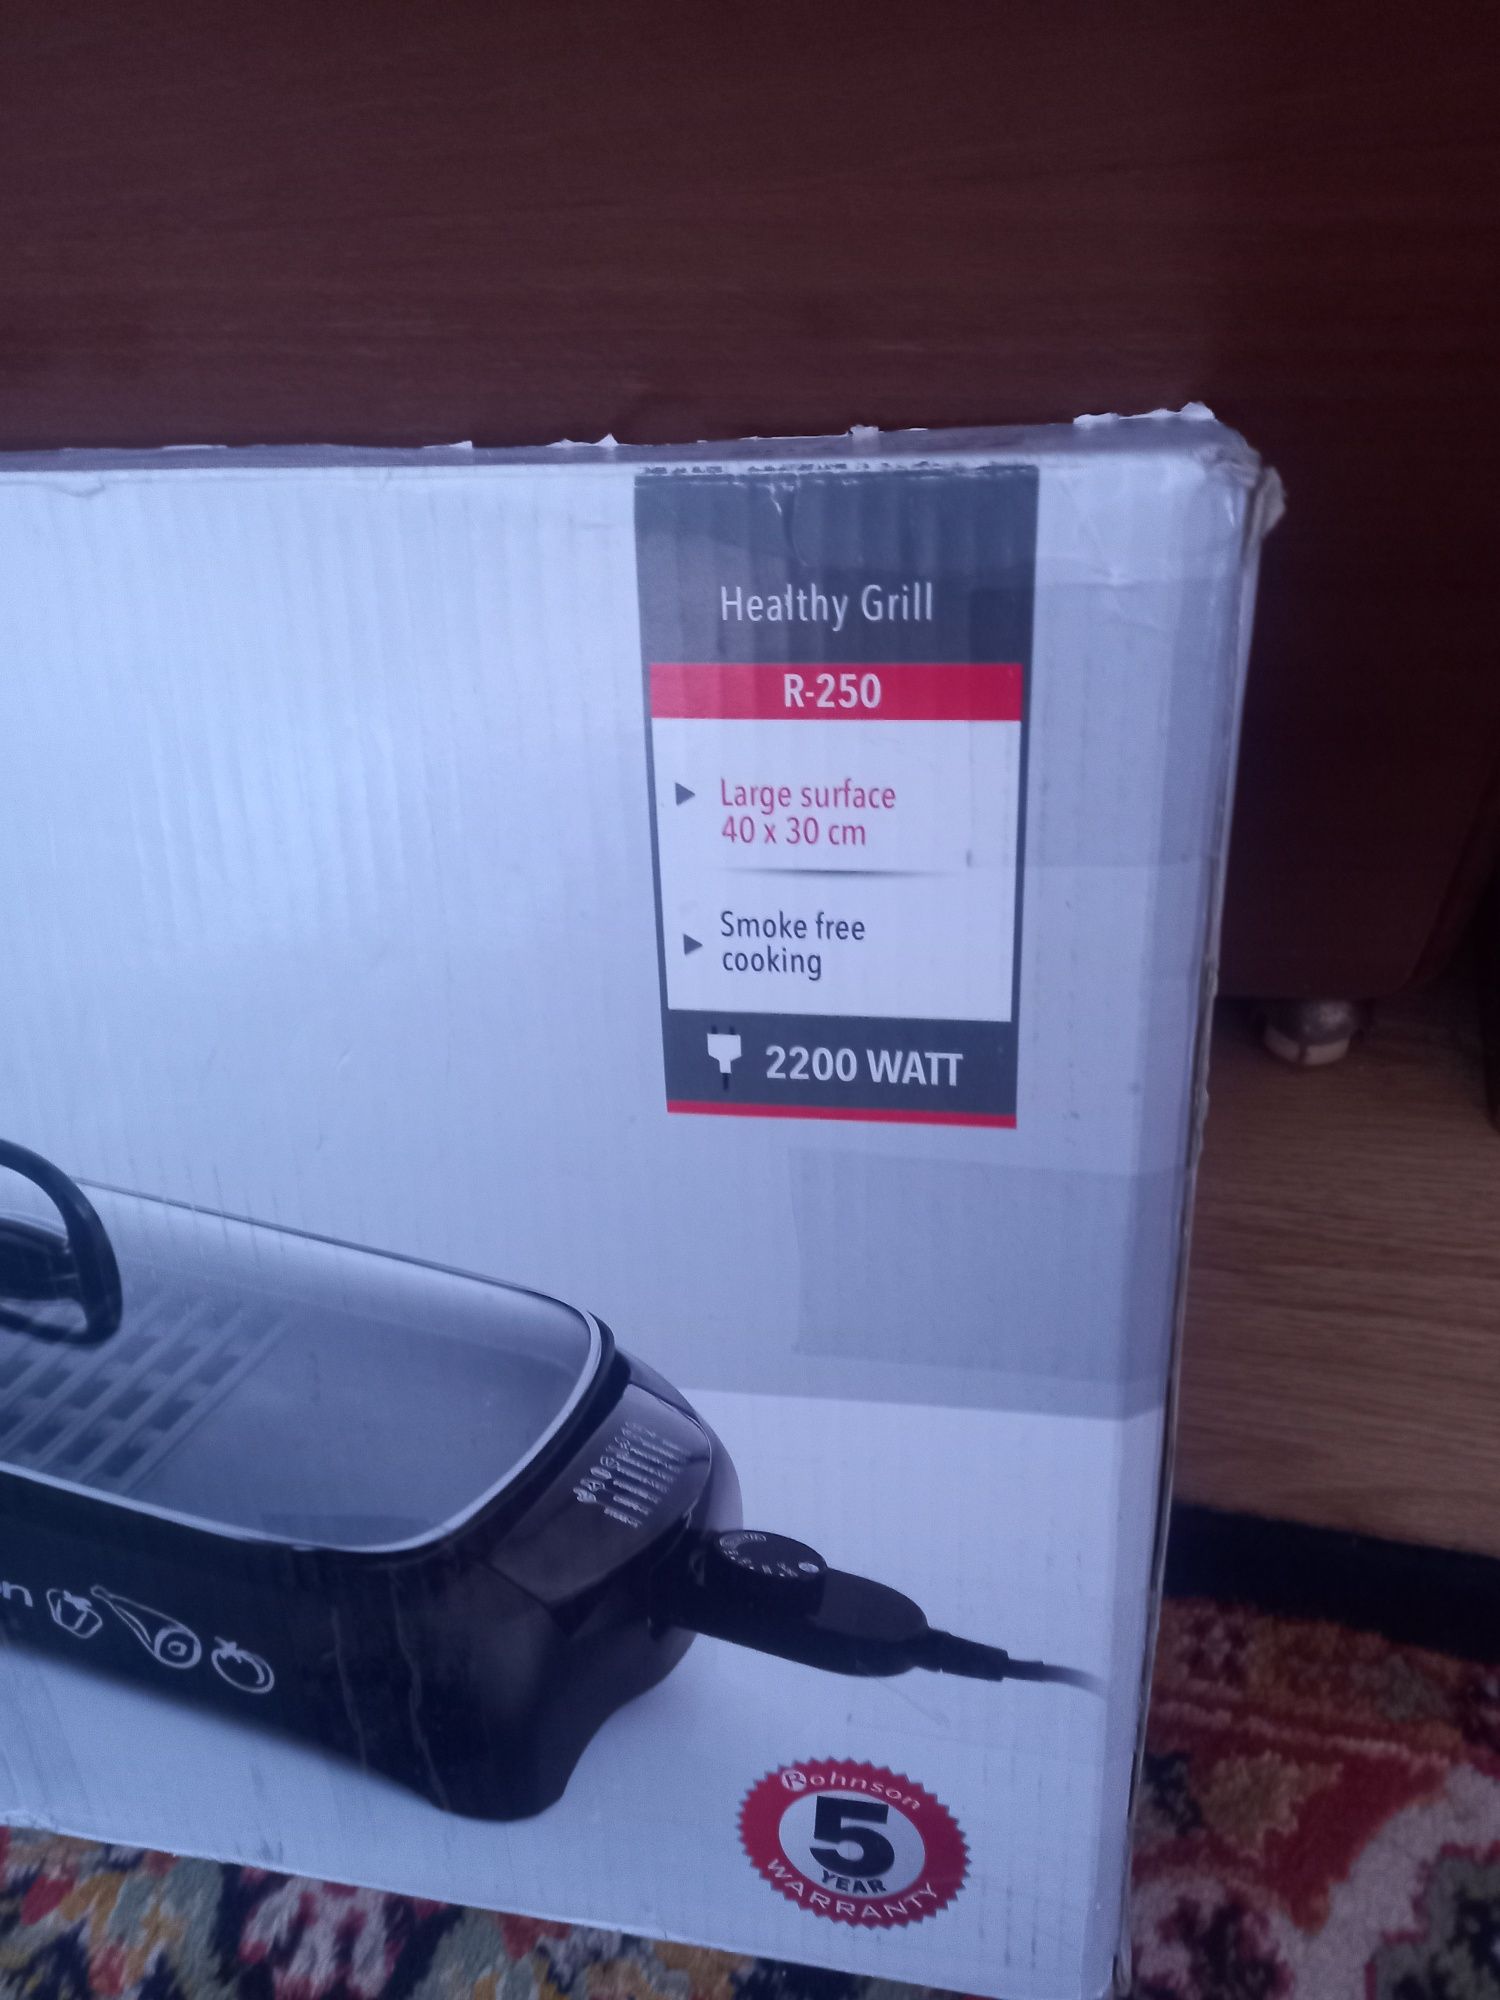 Healthy Grill
R-250
Large surface
40 x 30 cm
Smoke free
cooking
2200 WATT
n
Rohnson
5
YEAR
WARRANTY